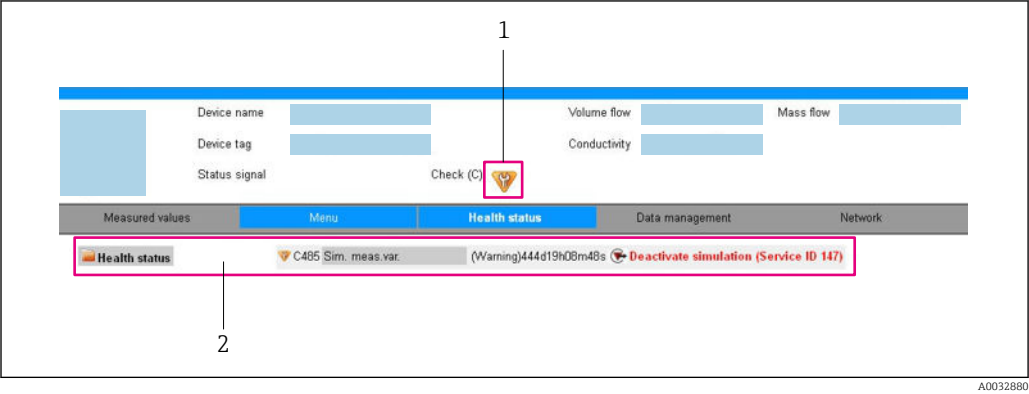 1
Device name Volume flow Mass flow
Device tag Conductivity
Status signal Check (C)
Measured values Menu Health status Data management Network
Health status C485 Sim. meas.var. (Warning)444d19h08m48s Deactivate simulation (Service ID 147)
2
A0032880